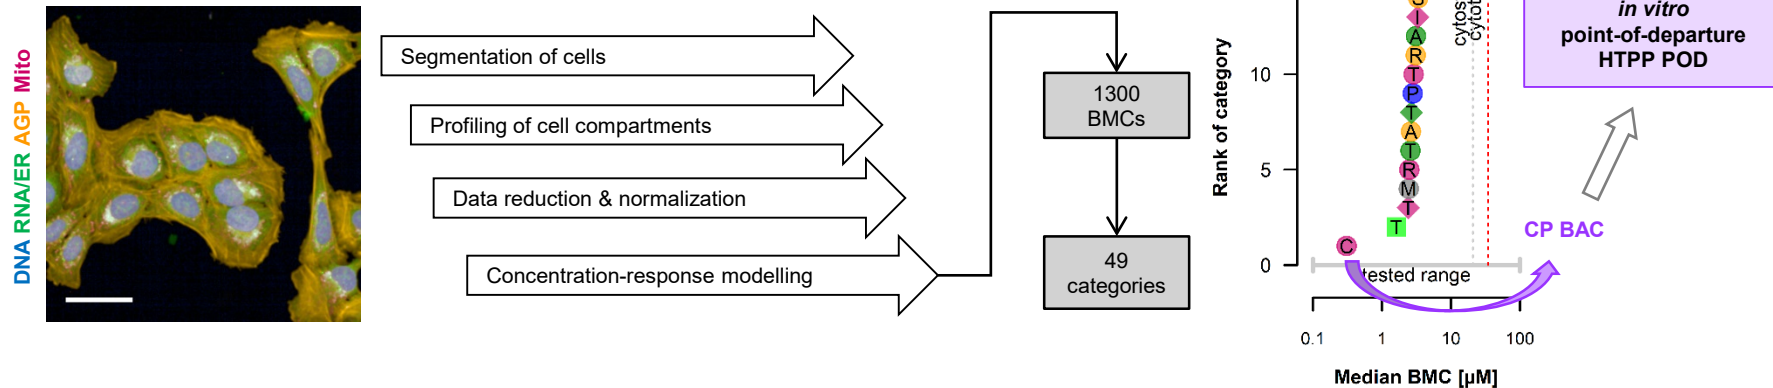 DNA RNA/ER AGP Mito
Segmentation of cells
Profiling of cell compartments
Data reduction & normalization
Concentration-response modelling
1300
BMCs
49
categories
Rank of category
10
5
0
I
A
R
T
P
T
A
T
R
M
T
T
C
tested range
0.1
1
10
100
Median BMC [µM]
CP BAC
in vitro
point-of-departure
HTPP POD